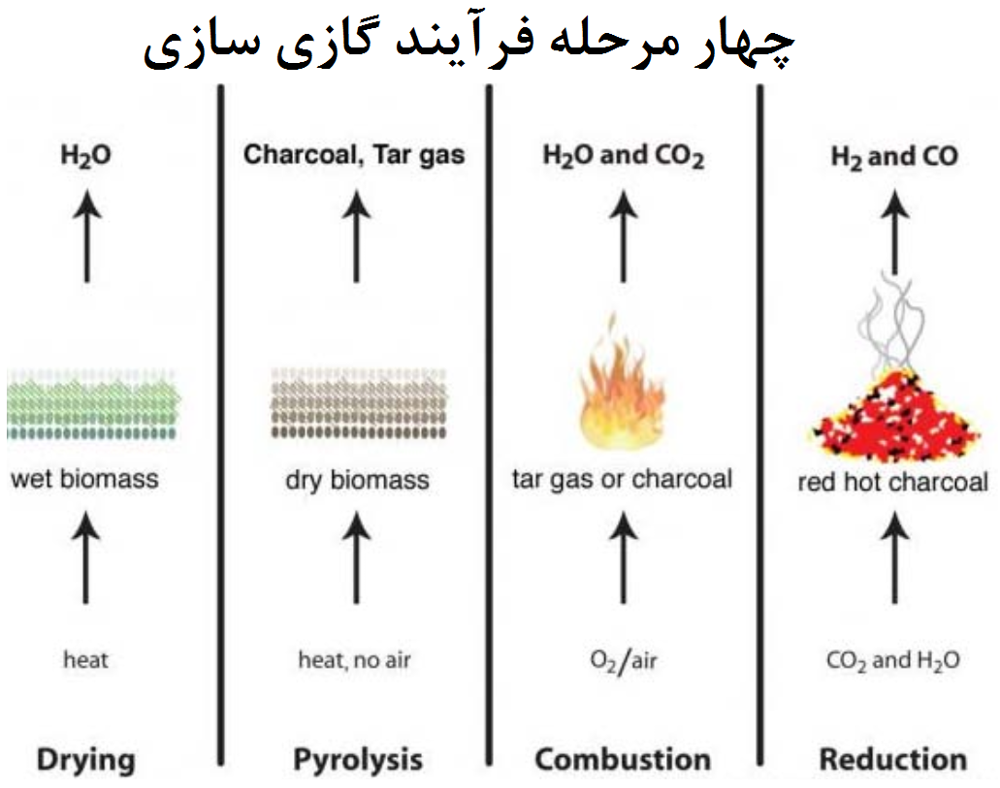 چهار مرحله فرآیند گازی سازی
H₂O
wet biomass
heat
Drying
Charcoal, Tar gas
dry biomass
heat, no air
Pyrolysis
H₂O and CO₂
tar gas or charcoal
O₂/air
Combustion
H₂ and CO
red hot charcoal
CO₂ and H₂O
Reduction